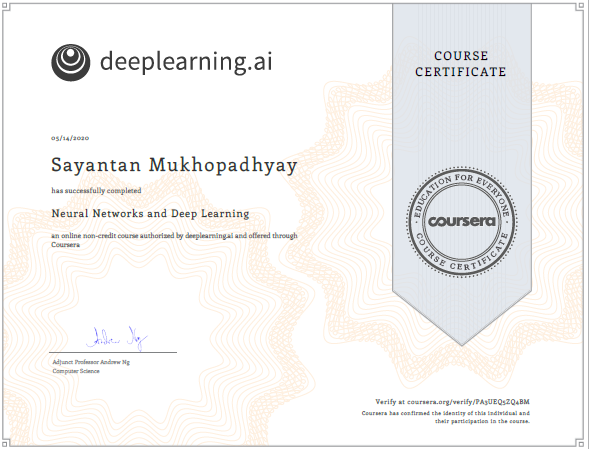 deeplearning.ai
COURSE
CERTIFICATE
05/14/2020
Sayantan Mukhopadhyay
has successfully completed
Neural Networks and Deep Learning
an online non-credit course authorized by deeplearning.ai and offered through
Coursera
EDUCATION FOR EVERYONE
coursera
COURSE CERTIFICATE
Andrew Ng
Adjunct Professor Andrew Ng
Computer Science
Verify at coursera.org/verify/PA3UEQ5ZQ4BM
Coursera has confirmed the identity of this individual and
their participation in the course.